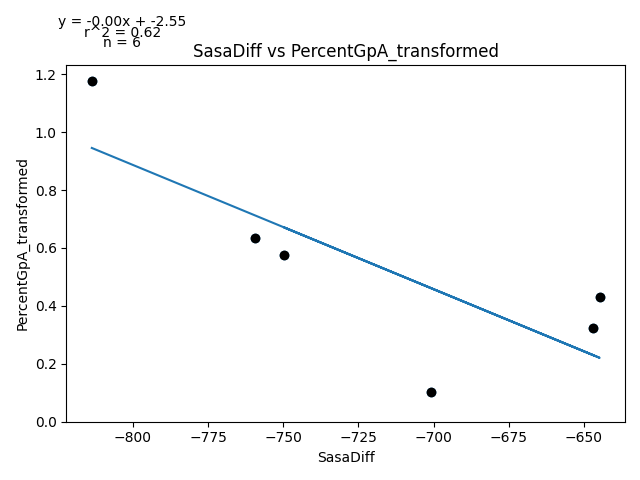 y = -0.00x + -2.55
r^2 = 0.62
n = 6
SasaDiff vs PercentGpA_transformed
1.2
1.0
0.8
0.6
0.4
0.2
0.0
PercentGpA_transformed
−800 −775 −750 −725 −700 −675 −650
SasaDiff